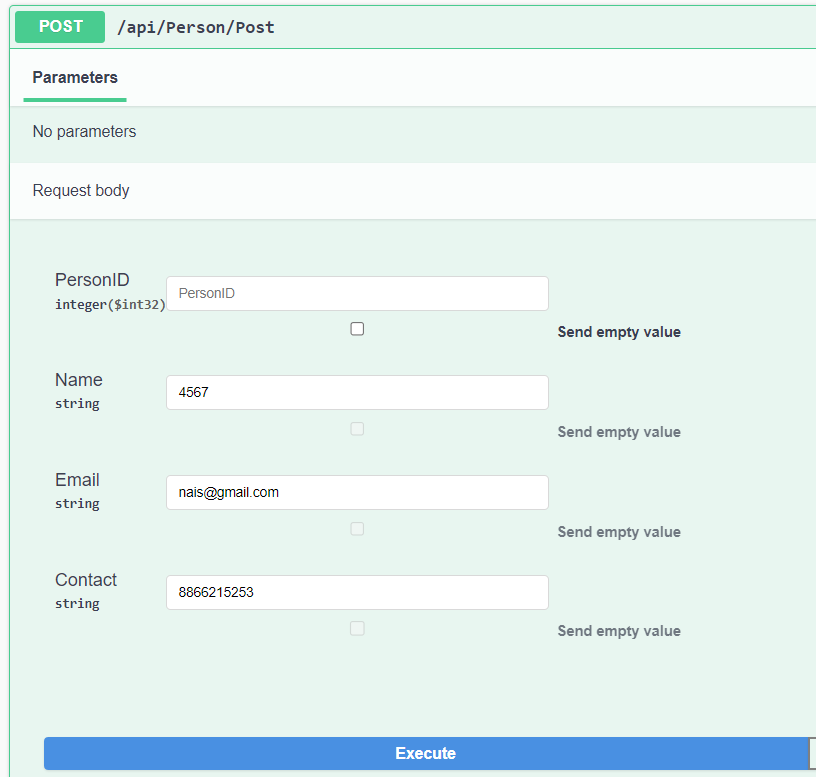 POST /api/Person/Post
Parameters
No parameters
Request body
PersonID
integer($int32)
PersonID
Send empty value
Name
string
4567
Send empty value
Email
string
nais@gmail.com
Send empty value
Contact
string
8866215253
Send empty value
Execute